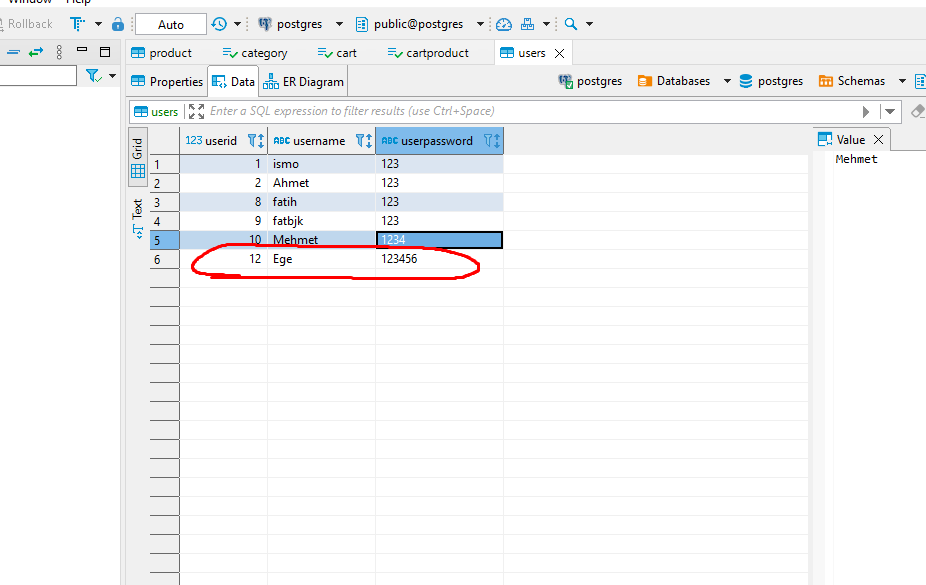 Window Help
Rollback Auto postgres public@postgres
product category cart cartproduct users
Properties Data ER Diagram postgres Databases postgres Schemas
users Enter a SQL expression to filter results (use Ctrl+Space)
Grid
Text
123 userid ABC username ABC userpassword
1 1 ismo 123
2 2 Ahmet 123
3 8 fatih 123
4 9 fatbjk 123
5 10 Mehmet 1234
6 12 Ege 123456
Value
Mehmet